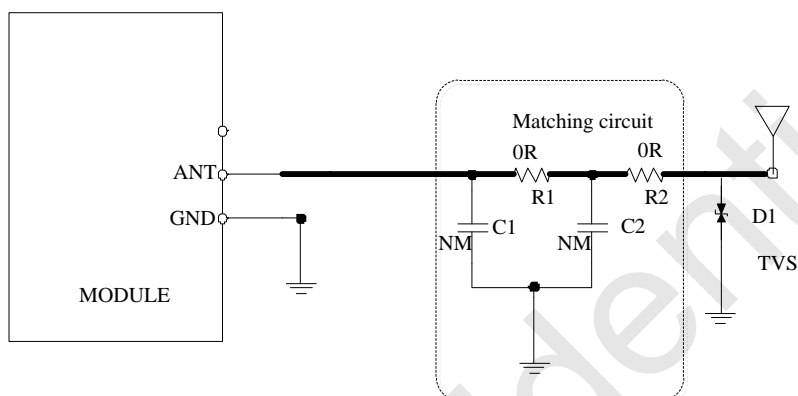 Matching circuit
0R
0R
ANT
R1
R2
GND
C1
C2
D1
NM
NM
TVS
MODULE